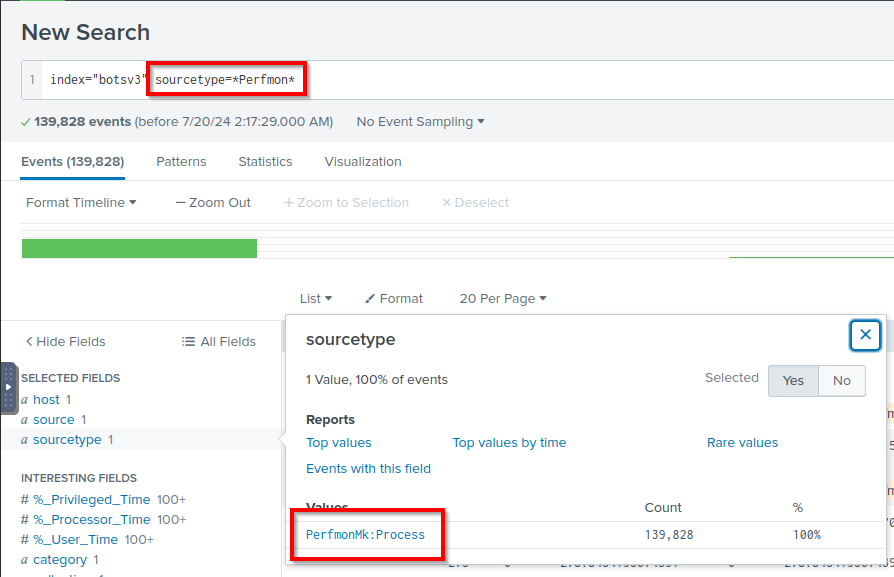 New Search
1 index="botsv3" sourcetype=*Perfmon*
139,828 events (before 7/20/24 2:17:29.000 AM) No Event Sampling
Events (139,828) Patterns Statistics Visualization
Format Timeline — Zoom Out + Zoom to Selection × Deselect
List Format 20 Per Page
Hide Fields All Fields
SELECTED FIELDS
a host 1
a source 1
a sourcetype 1
INTERESTING FIELDS
# %_Privileged_Time 100+
# %_Processor_Time 100+
# %_User_Time 100+
a category 1
sourcetype
1 Value, 100% of events Selected Yes No
Reports
Top values Top values by time Rare values
Events with this field
Values Count %
PerfmonMk:Process 139,828 100%